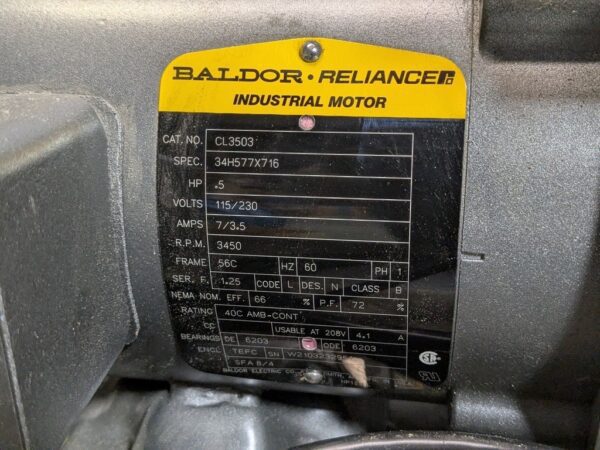 BALDOR · RELIANCE
INDUSTRIAL MOTOR
CAT. NO. CL3503
SPEC. 34H577X716
HP .5
VOLTS 115/230
AMPS 7/3.5
R.P.M. 3450
FRAME 56C HZ 60 PH 1
SER. F. 1.25 CODE L DES. N CLASS B
NEMA NOM. EFF. 66 % P.F. 72 %
RATING 40C AMB-CONT
CC USABLE AT 208V 4.1 A
BEARINGS DE 6203 ODE 6203
ENCL TEFC SN
SFA 8/4
BALDOR ELECTRIC